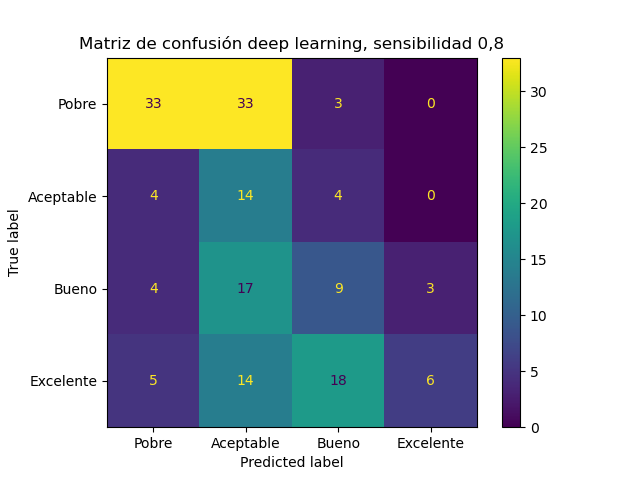 Matriz de confusión deep learning, sensibilidad 0,8
True label
Pobre 33 33 3 0
Aceptable 4 14 4 0
Bueno 4 17 9 3
Excelente 5 14 18 6
Pobre Aceptable Bueno Excelente
Predicted label
30
25
20
15
10
5
0